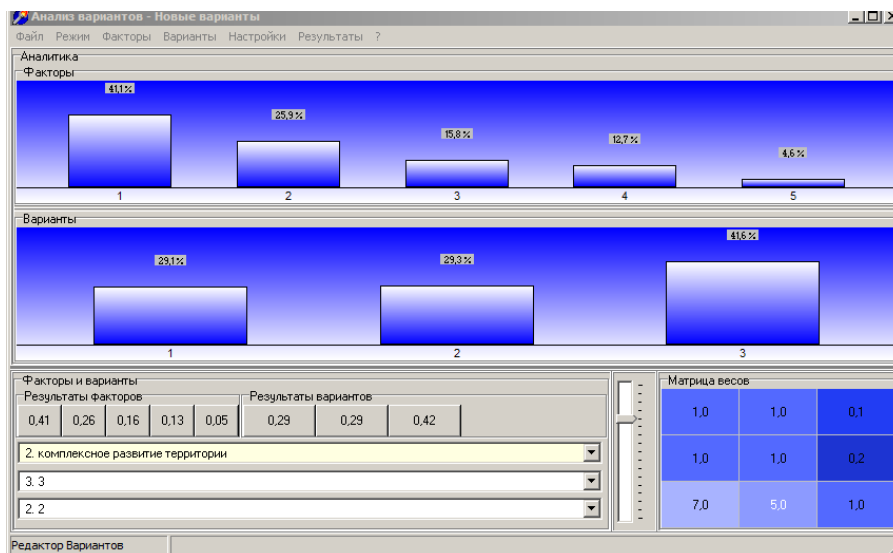 Анализ вариантов - Новые варианты
Файл Режим Факторы Варианты Настройки Результаты ?
Аналитика
Факторы
41,1%
25,9%
15,8%
12,7%
4,6%
1 2 3 4 5
Варианты
29,1%
29,3%
41,6%
1 2 3
Факторы и варианты
Результаты факторов Результаты вариантов
0,41 0,26 0,16 0,13 0,05 0,29 0,29 0,42
2. комплексное развитие территории
3. 3
2. 2
Матрица весов
1,0 1,0 0,1
1,0 1,0 0,2
7,0 5,0 1,0
Редактор Вариантов